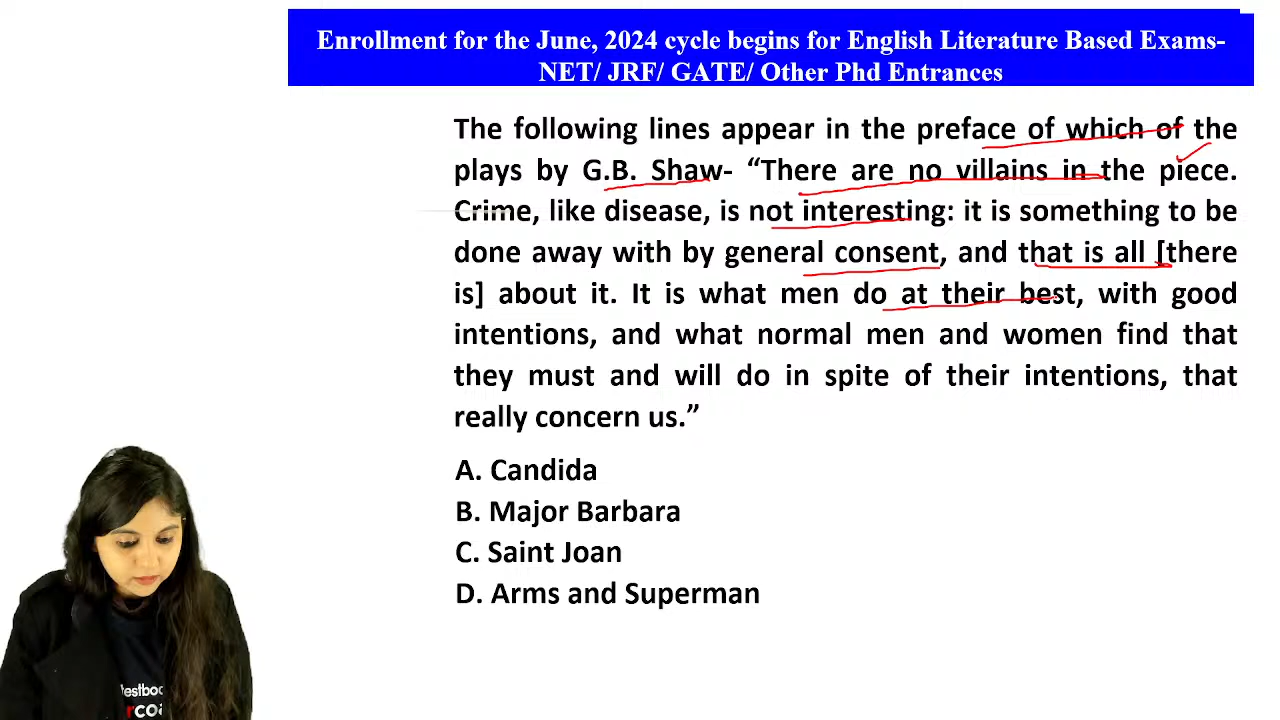 Enrollment for the June, 2024 cycle begins for English Literature Based Exams-
NET/ JRF/ GATE/ Other Phd Entrances
The following lines appear in the preface of which of the
plays by G.B. Shaw- “There are no villains in the piece.
Crime, like disease, is not interesting: it is something to be
done away with by general consent, and that is all [there
is] about it. It is what men do at their best, with good
intentions, and what normal men and women find that
they must and will do in spite of their intentions, that
really concern us.”
A. Candida
B. Major Barbara
C. Saint Joan
D. Arms and Superman